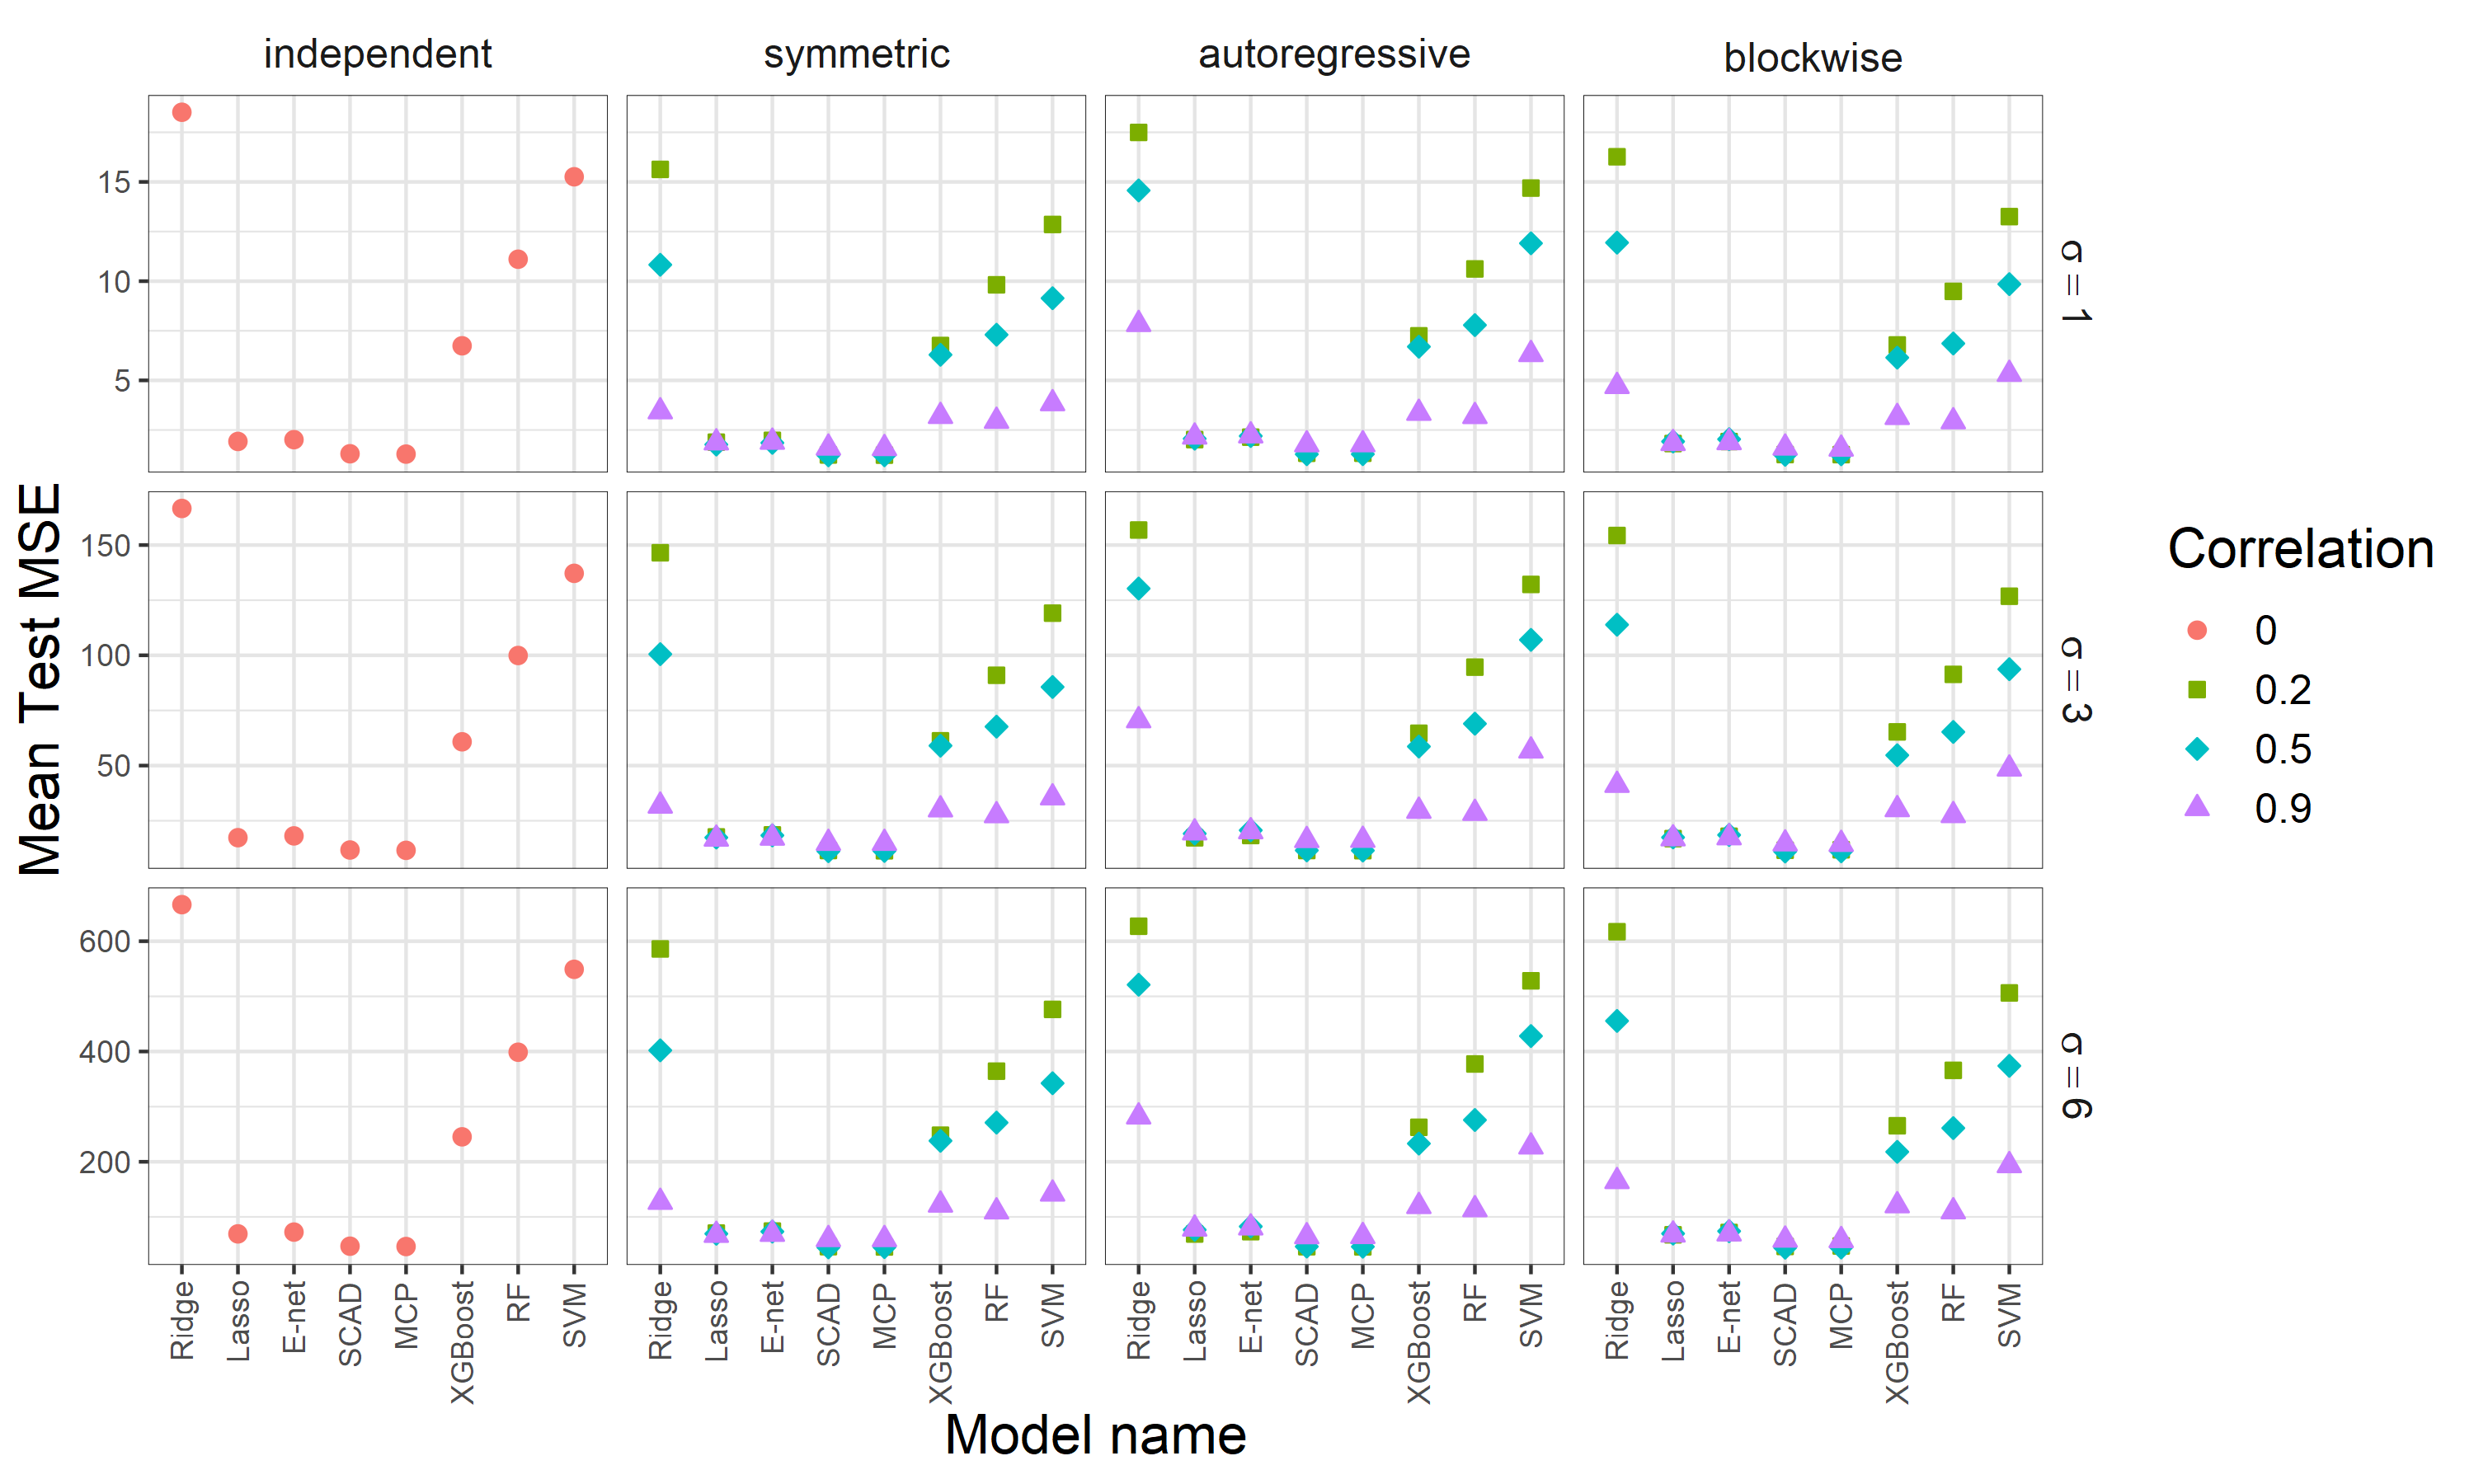 independent
symmetric
autoregressive
blockwise
Mean Test MSE
15
10
5
σ = 1
150
100
50
σ = 3
600
400
200
σ = 6
Ridge
Lasso
E-net
SCAD
MCP
XGBoost
RF
SVM
Ridge
Lasso
E-net
SCAD
MCP
XGBoost
RF
SVM
Ridge
Lasso
E-net
SCAD
MCP
XGBoost
RF
SVM
Ridge
Lasso
E-net
SCAD
MCP
XGBoost
RF
SVM
Model name
Correlation
0
0.2
0.5
0.9